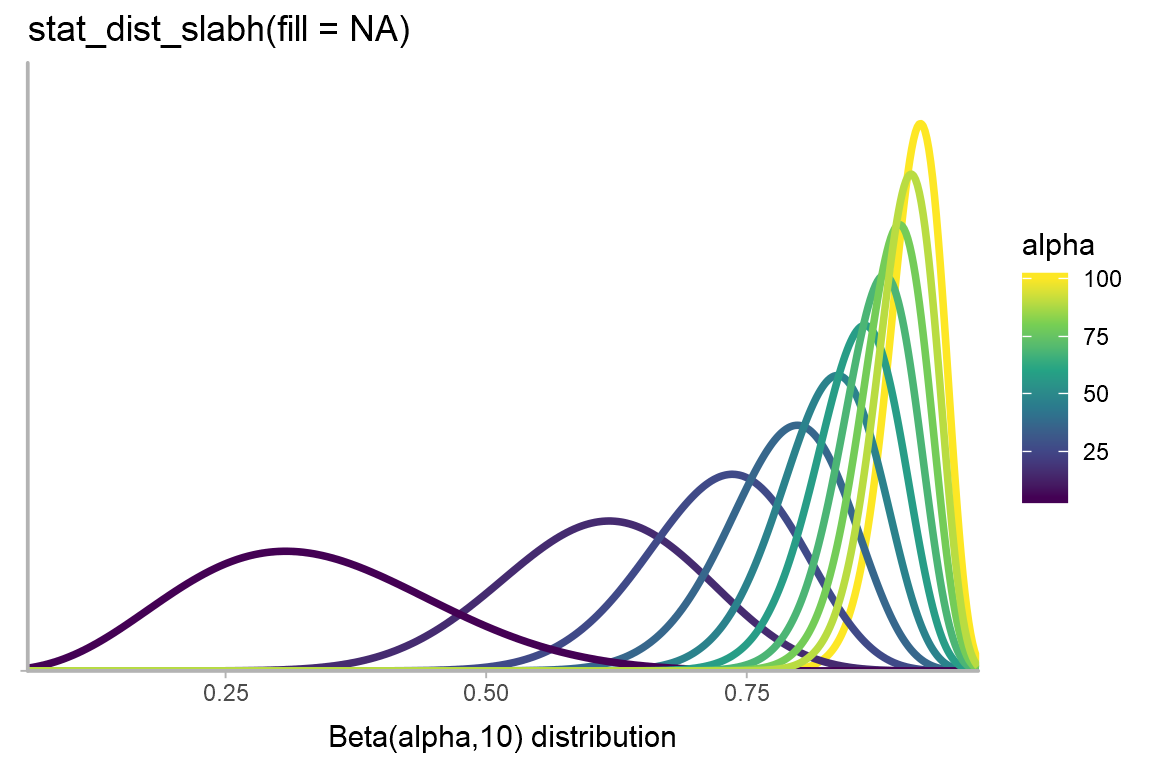 stat_dist_slabh(fill = NA)
alpha
100
75
50
25
0.25 0.50 0.75
Beta(alpha,10) distribution